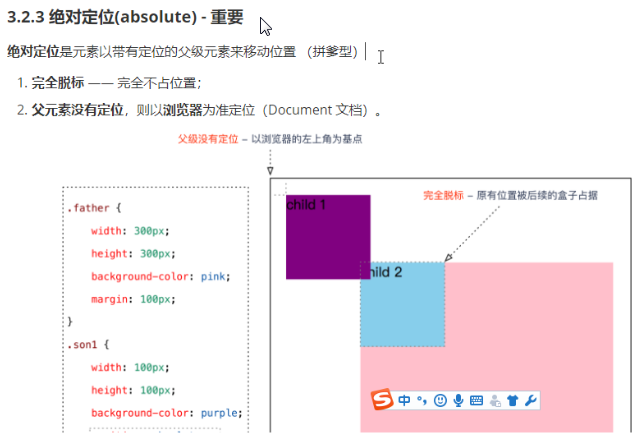 3.2.3 绝对定位(absolute) - 重要
绝对定位是元素以带有定位的父级元素来移动位置 （拼爹型）
1. 完全脱标 —— 完全不占位置；
2. 父元素没有定位，则以浏览器为准定位（Document 文档）。
父级没有定位 – 以浏览器的左上角为基点
child 1
完全脱标 – 原有位置被后续的盒子占据
hild 2
.father {
width: 300px;
height: 300px;
background-color: pink;
margin: 100px;
}
.son1 {
width: 100px;
height: 100px;
background-color: purple;
S 中